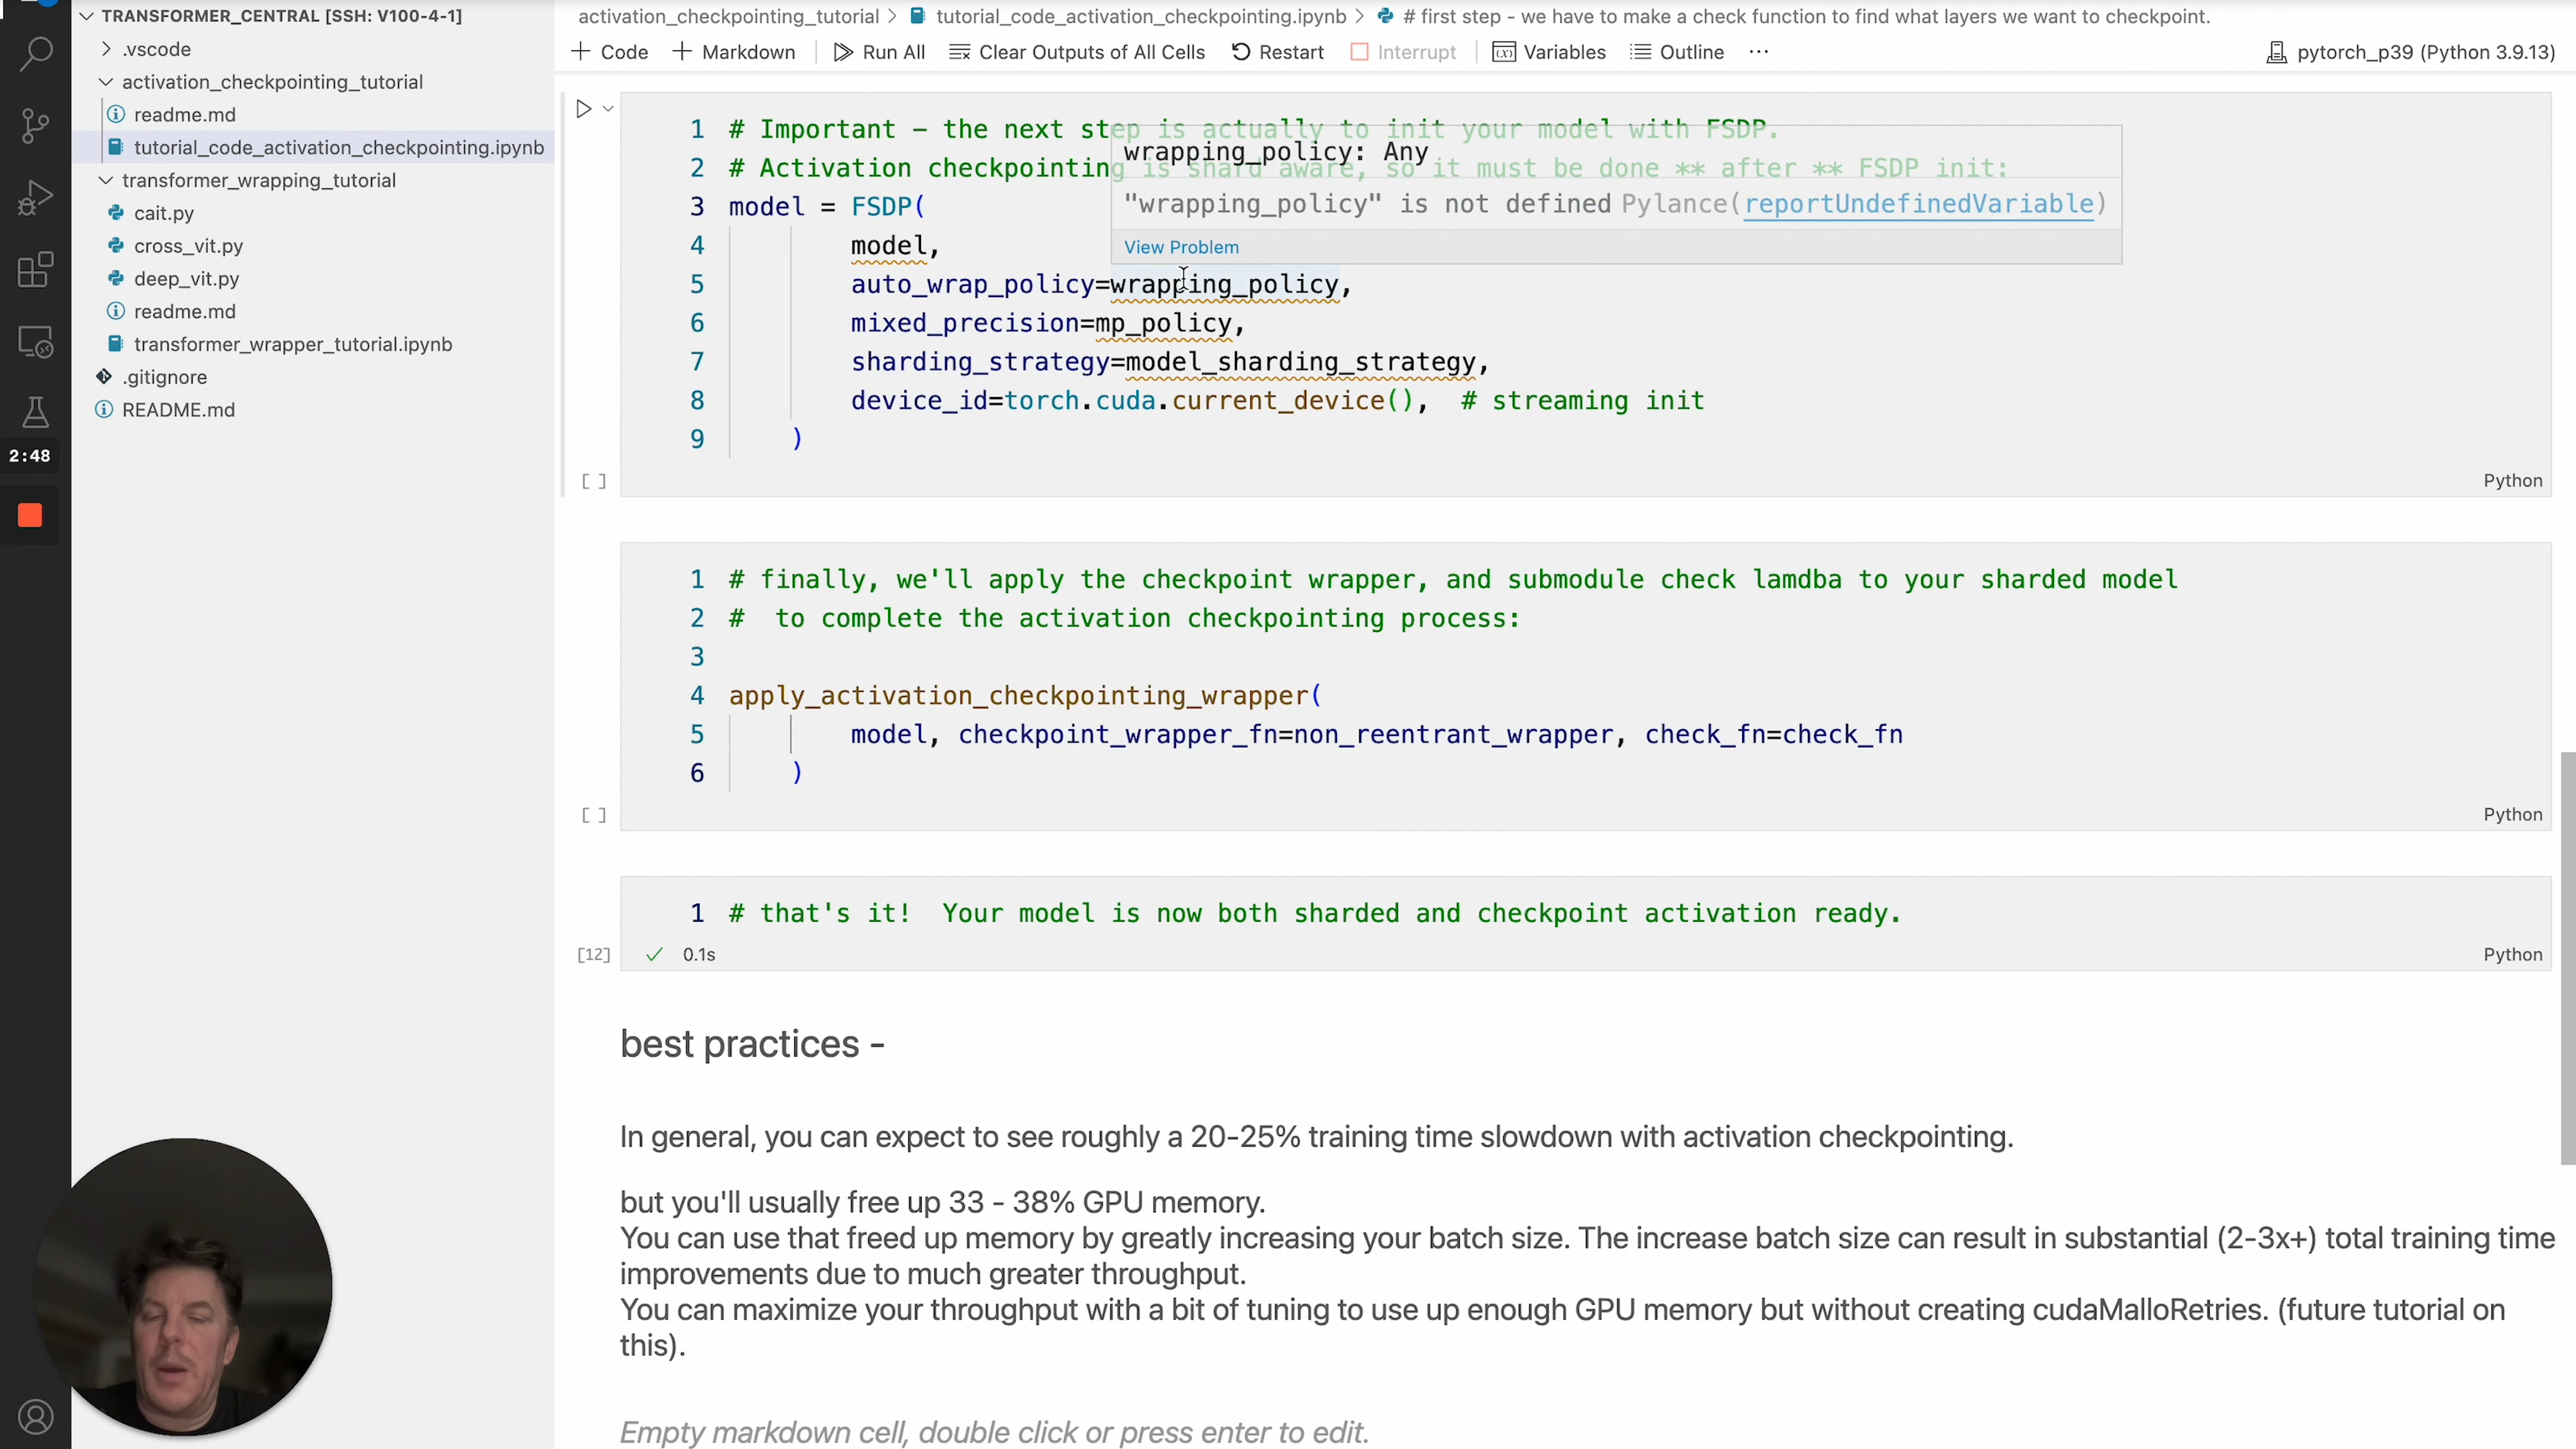 TRANSFORMER_CENTRAL [SSH: V100-4-1]
.vscode
activation_checkpointing_tutorial
readme.md
tutorial_code_activation_checkpointing.ipynb
transformer_wrapping_tutorial
cait.py
cross_vit.py
deep_vit.py
readme.md
transformer_wrapper_tutorial.ipynb
.gitignore
README.md
2:48
activation_checkpointing_tutorial > tutorial_code_activation_checkpointing.ipynb > # first step - we have to make a check function to find what layers we want to checkpoint.
+ Code + Markdown Run All Clear Outputs of All Cells Restart Interrupt Variables Outline ··· pytorch_p39 (Python 3.9.13)
1 # Important – the next step is actually to init your model with FSDP.
wrapping_policy: Any
2 # Activation checkpointing is shard aware, so it must be done ** after ** FSDP init:
"wrapping_policy" is not defined Pylance(reportUndefinedVariable)
View Problem
3 model = FSDP(
4 model,
5 auto_wrap_policy=wrapping_policy,
6 mixed_precision=mp_policy,
7 sharding_strategy=model_sharding_strategy,
8 device_id=torch.cuda.current_device(), # streaming init
9 )
[ ] Python
1 # finally, we'll apply the checkpoint wrapper, and submodule check lamdba to your sharded model
2 # to complete the activation checkpointing process:
3
4 apply_activation_checkpointing_wrapper(
5 model, checkpoint_wrapper_fn=non_reentrant_wrapper, check_fn=check_fn
6 )
[ ] Python
1 # that's it! Your model is now both sharded and checkpoint activation ready.
[12] 0.1s Python
best practices -
In general, you can expect to see roughly a 20-25% training time slowdown with activation checkpointing.
but you'll usually free up 33 - 38% GPU memory.
You can use that freed up memory by greatly increasing your batch size. The increase batch size can result in substantial (2-3x+) total training time
improvements due to much greater throughput.
You can maximize your throughput with a bit of tuning to use up enough GPU memory but without creating cudaMalloRetries. (future tutorial on
this).
Empty markdown cell, double click or press enter to edit.